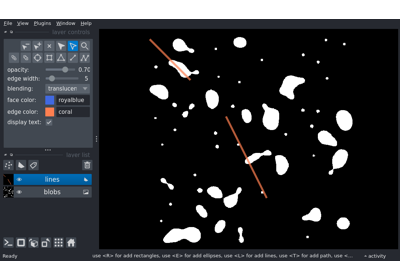 File View Plugins Window Help
layer controls
opacity: 0.70
edge width: 5
blending: translucen
face color: royalblue
edge color: coral
display text:
layer list
lines
blobs
Ready use <R> for add rectangles, use <E> for add ellipses, use <L> for add lines, use <T> for add path, use <... activity